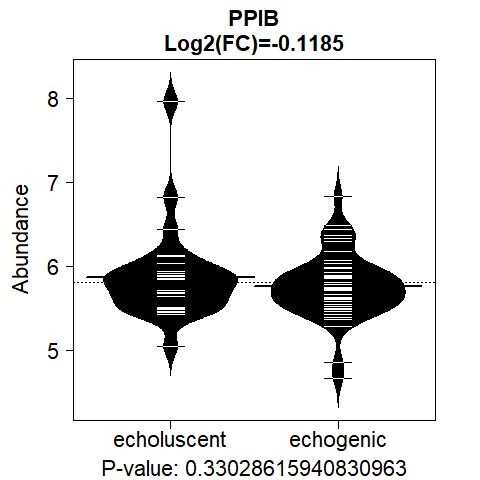 PPIB
Log2(FC)=-0.1185
Abundance
8
7
6
5
echoluscent
echogenic
P-value: 0.33028615940830963